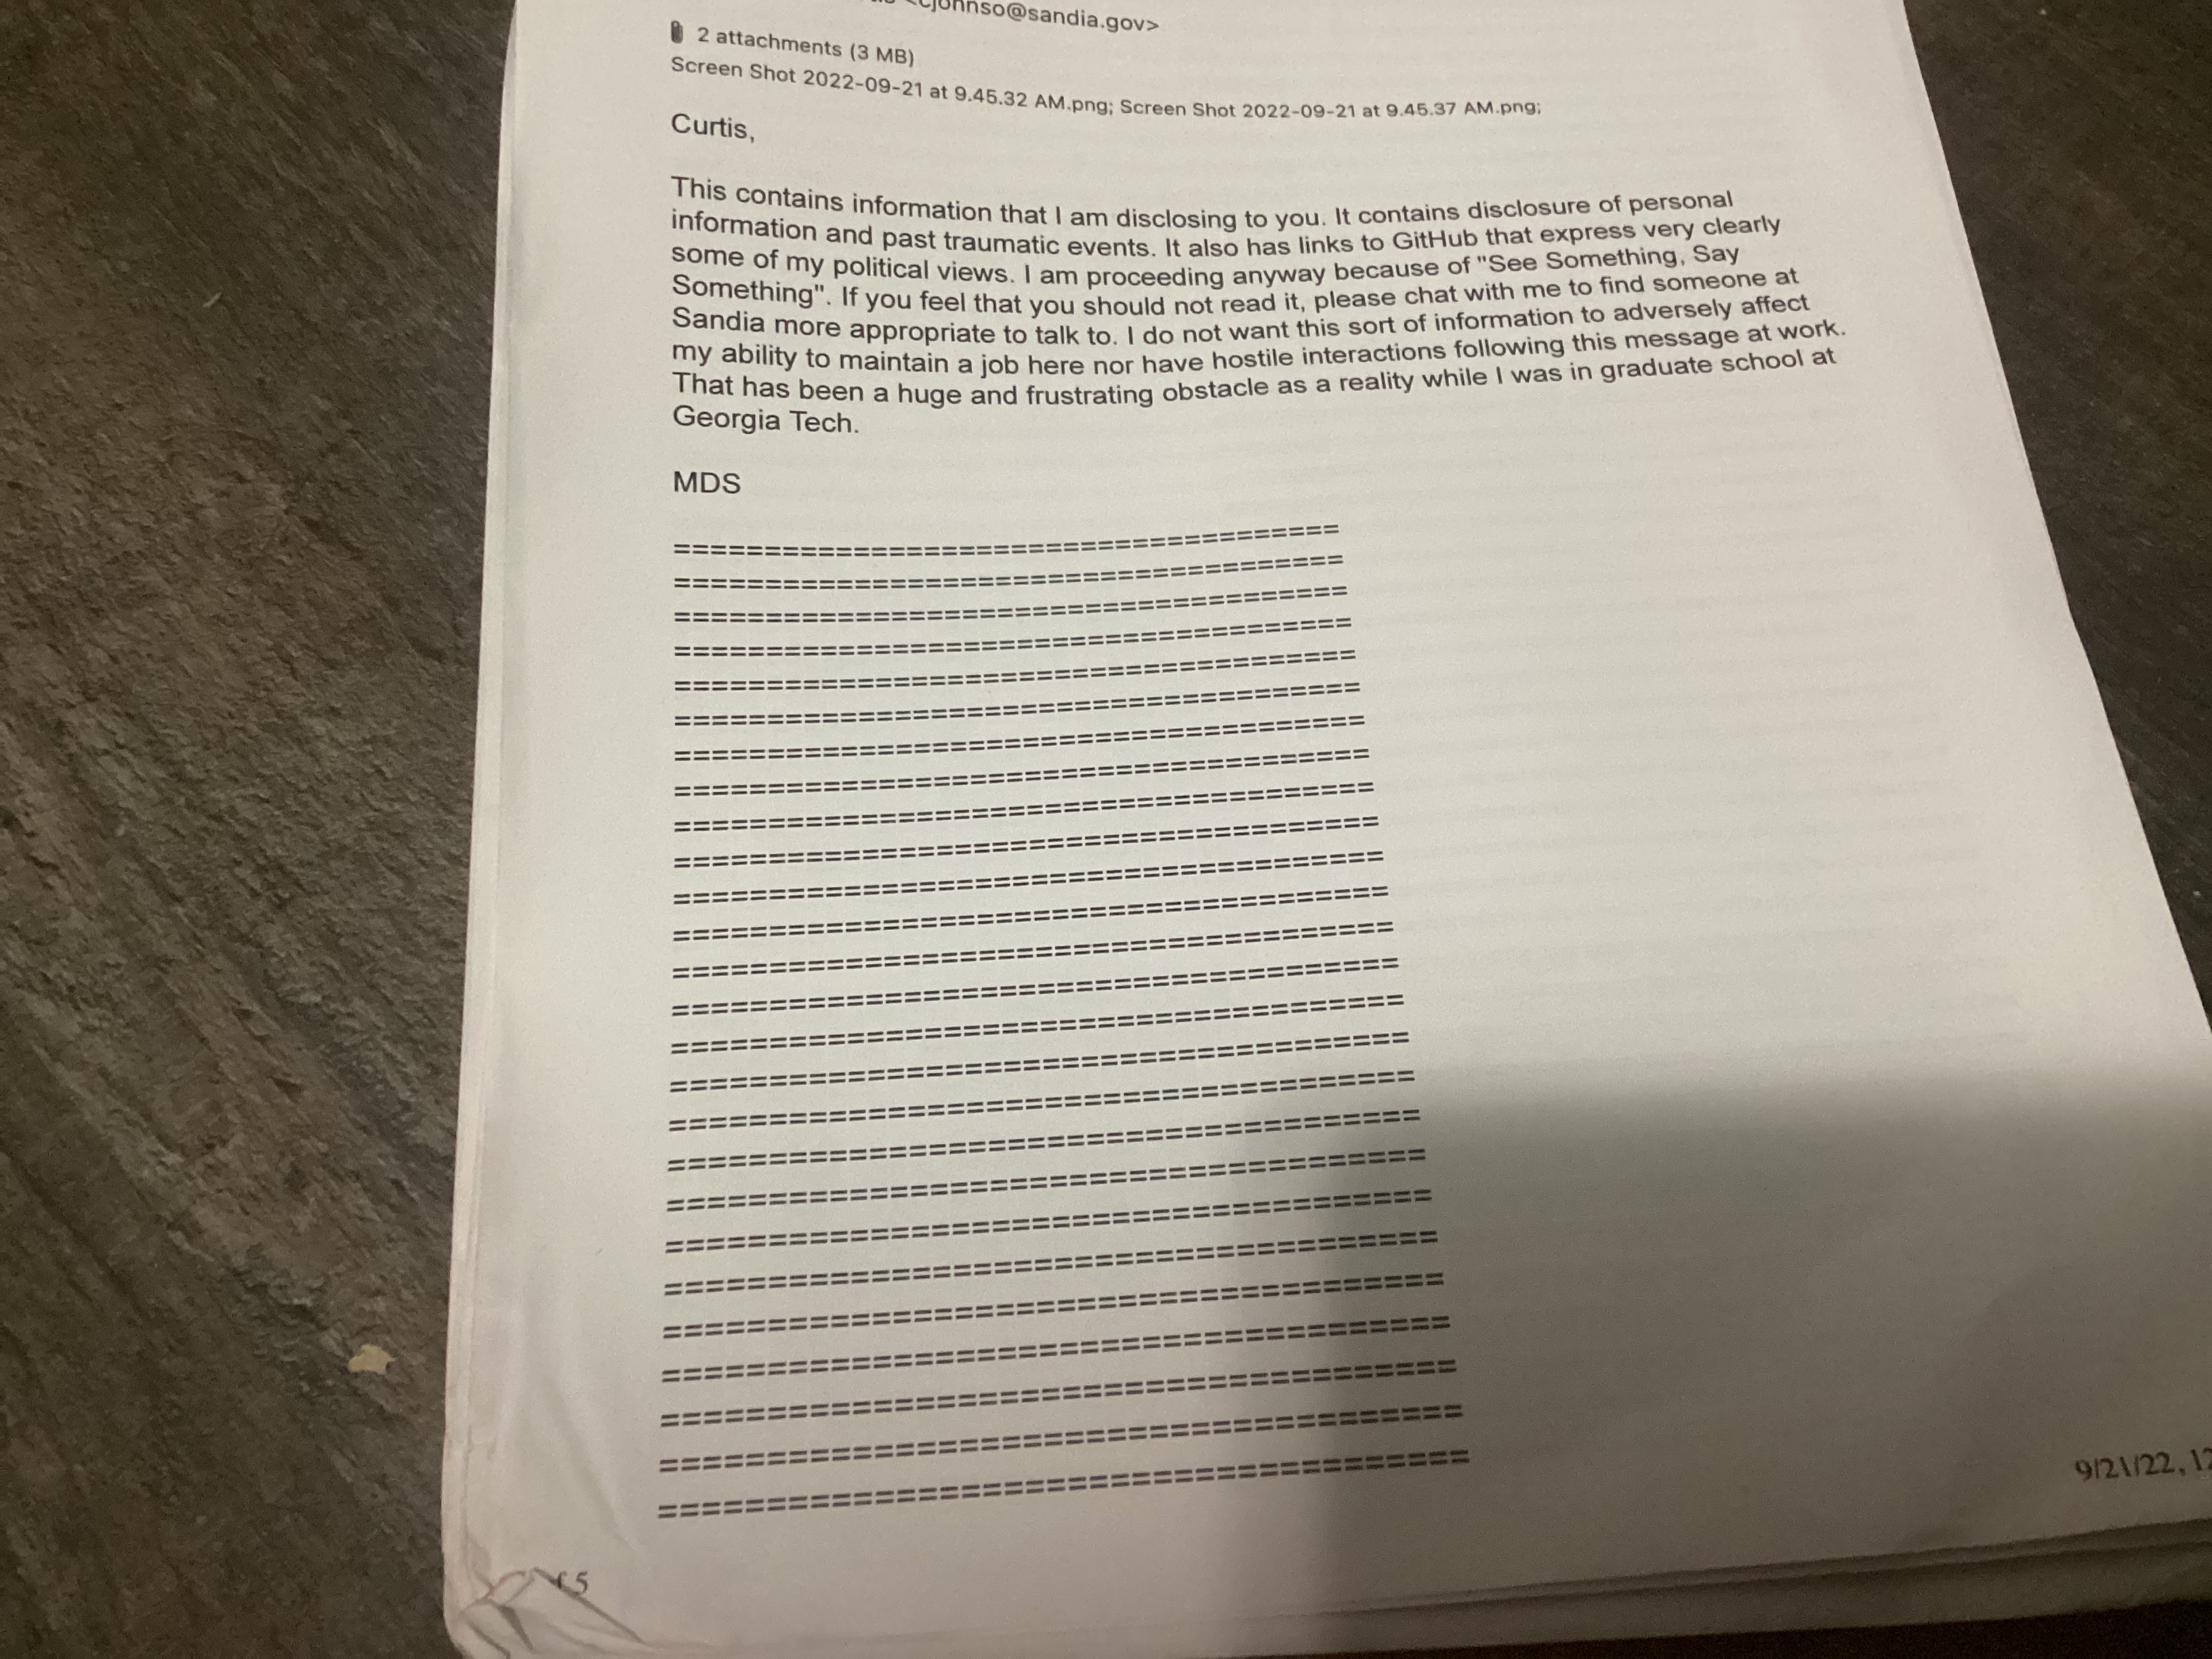 <cjohnso@sandia.gov>
2 attachments (3 MB)
Screen Shot 2022-09-21 at 9.45.32 AM.png; Screen Shot 2022-09-21 at 9.45.37 AM.png;
Curtis,
This contains information that I am disclosing to you. It contains disclosure of personal
information and past traumatic events. It also has links to GitHub that express very clearly
some of my political views. I am proceeding anyway because of "See Something, Say
Something". If you feel that you should not read it, please chat with me to find someone at
Sandia more appropriate to talk to. I do not want this sort of information to adversely affect
my ability to maintain a job here nor have hostile interactions following this message at work.
That has been a huge and frustrating obstacle as a reality while I was in graduate school at
Georgia Tech.
MDS
9/21/22, 12
5